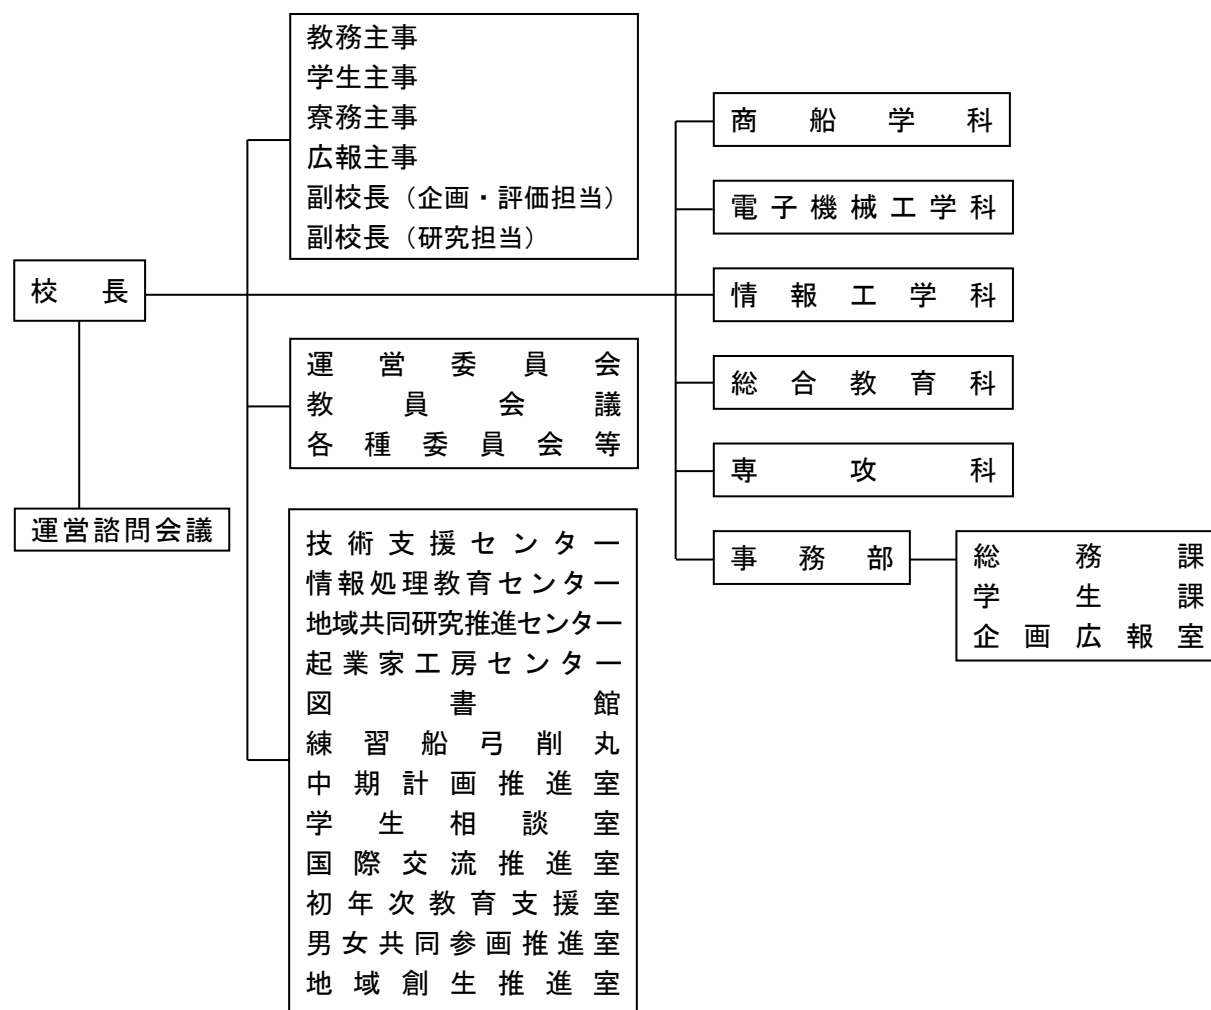 校長
運営諮問会議
教務主事
学生主事
寮務主事
広報主事
副校長（企画・評価担当）
副校長（研究担当）
運営委員会
教員会議
各種委員会等
技術支援センター
情報処理教育センター
地域共同研究推進センター
起業家工房センター
図書館
練習船弓削丸
中期計画推進室
学生相談室
国際交流推進室
初年次教育支援室
男女共同参画推進室
地域創生推進室
商船学科
電子機械工学科
情報工学科
総合教育科
専攻科
事務部
総務課
学生課
企画広報室